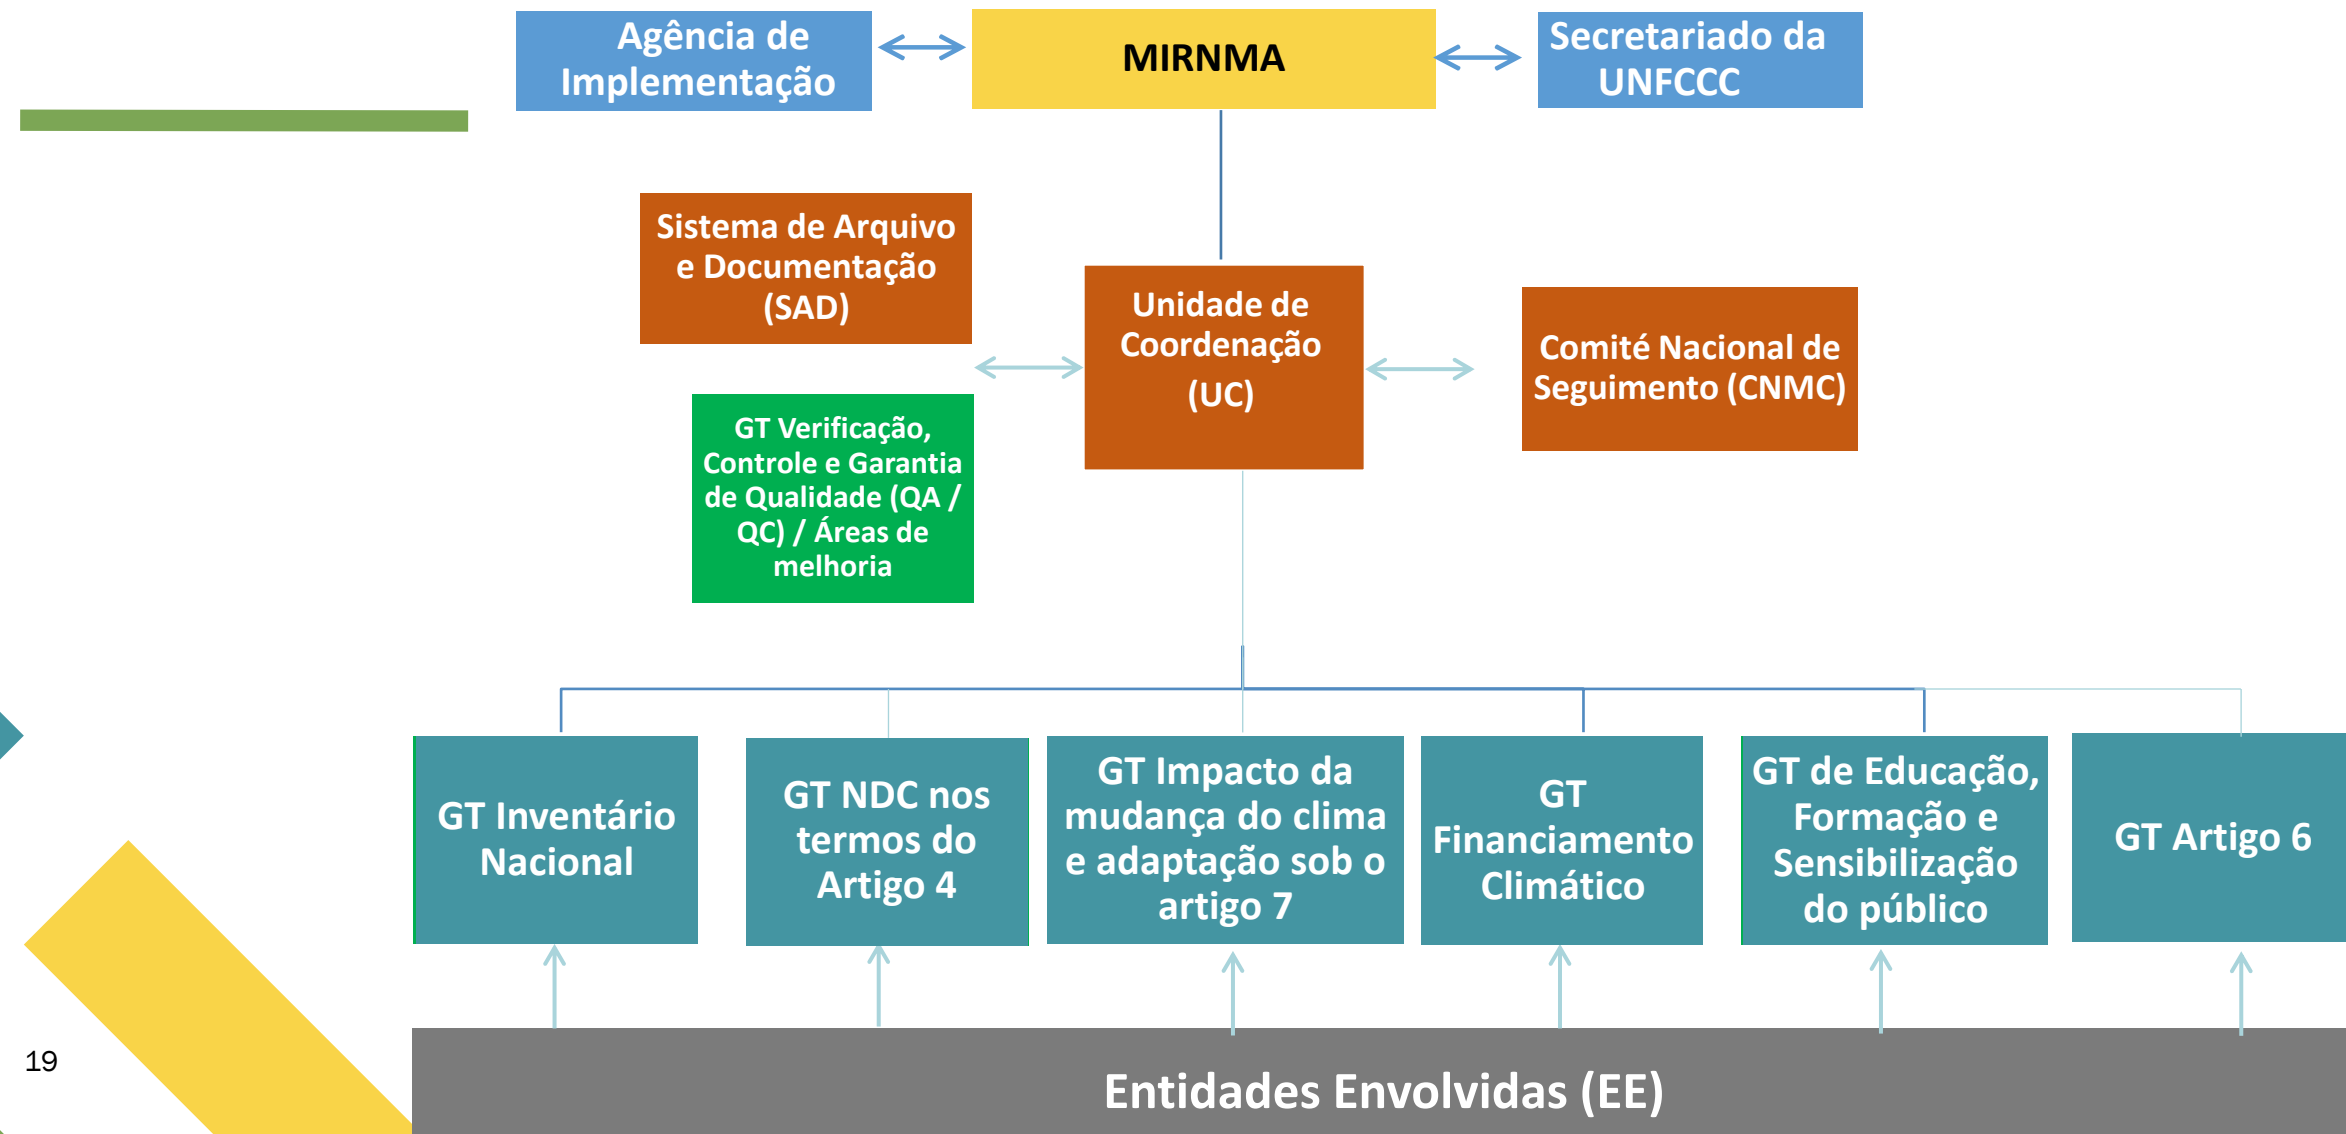 Agência de
Implementação
MIRNMA
Secretariado da
UNFCCC
Sistema de Arquivo
e Documentação
(SAD)
Unidade de
Coordenação
(UC)
Comité Nacional de
Seguimento (CNMC)
GT Verificação,
Controle e Garantia
de Qualidade (QA /
QC) / Áreas de
melhoria
GT Inventário
Nacional
GT NDC nos
termos do
Artigo 4
GT Impacto da
mudança do clima
e adaptação sob o
artigo 7
GT
Financiamento
Climático
GT de Educação,
Formação e
Sensibilização
do público
GT Artigo 6
Entidades Envolvidas (EE)
19